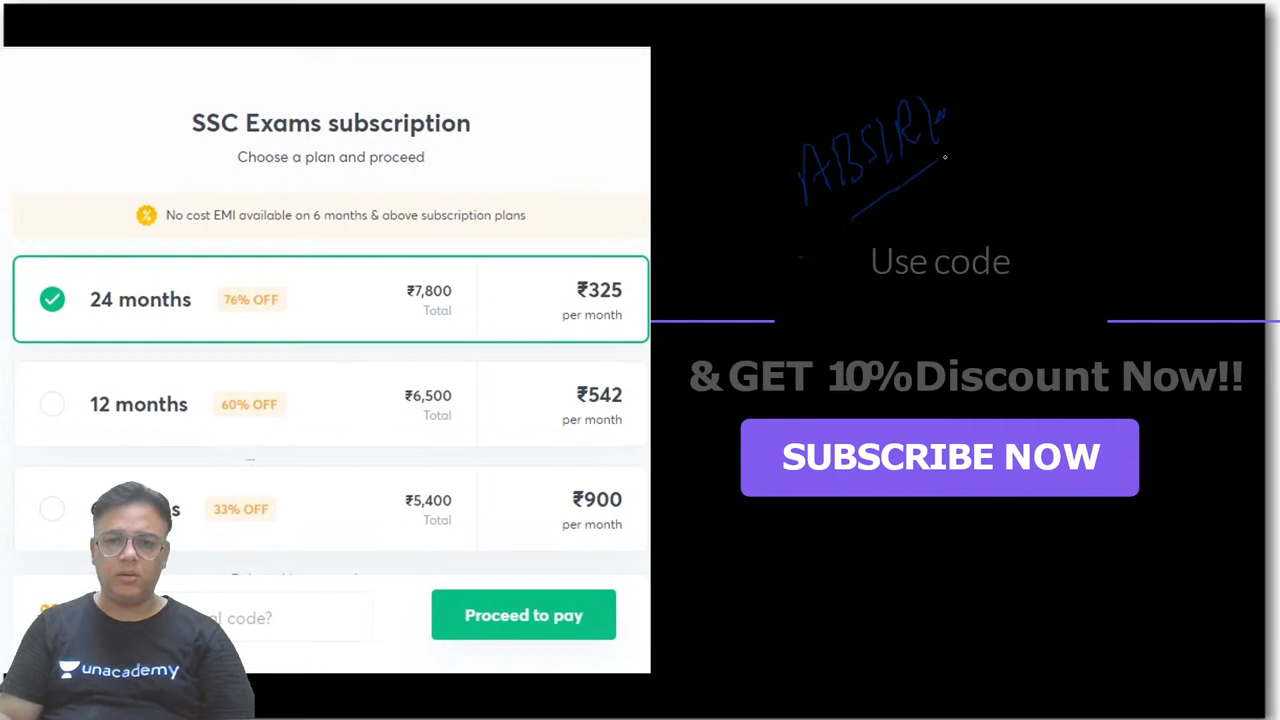 SSC Exams subscription
Choose a plan and proceed
No cost EMI available on 6 months & above subscription plans
24 months 76% OFF ₹7,800 Total ₹325 per month
12 months 60% OFF ₹6,500 Total ₹542 per month
33% OFF ₹5,400 Total ₹900 per month
code?
Proceed to pay
unacademy
Use code
& GET 10% Discount Now!!
SUBSCRIBE NOW